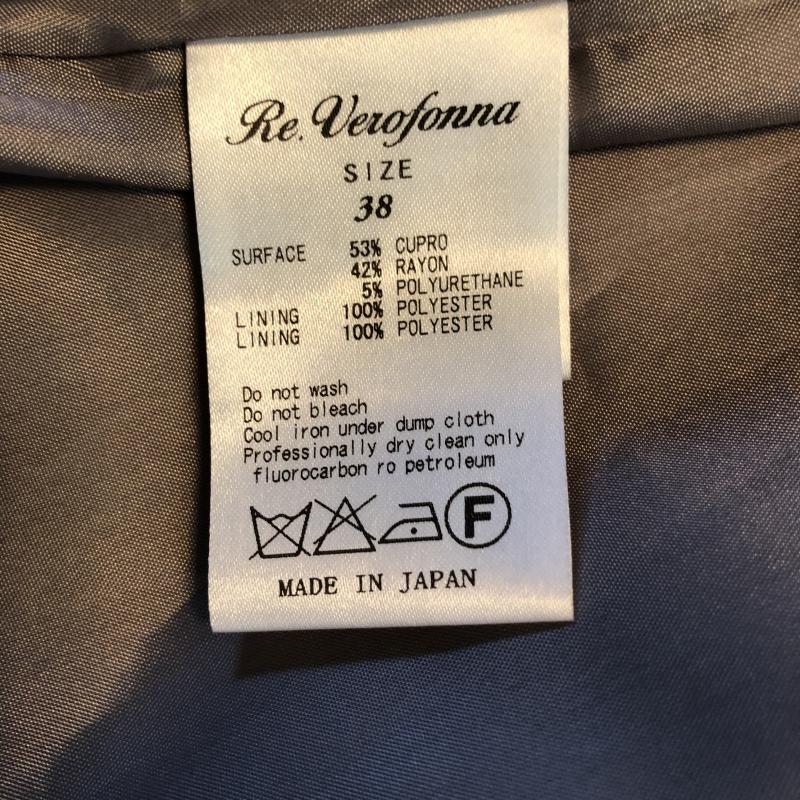 Re. Verofonna
SIZE
38
SURFACE 53% CUPRO
42% RAYON
5% POLYURETHANE
LINING 100% POLYESTER
LINING 100% POLYESTER
Do not wash
Do not bleach
Cool iron under dump cloth
Professionally dry clean only
fluorocarbon ro petroleum
F
MADE IN JAPAN